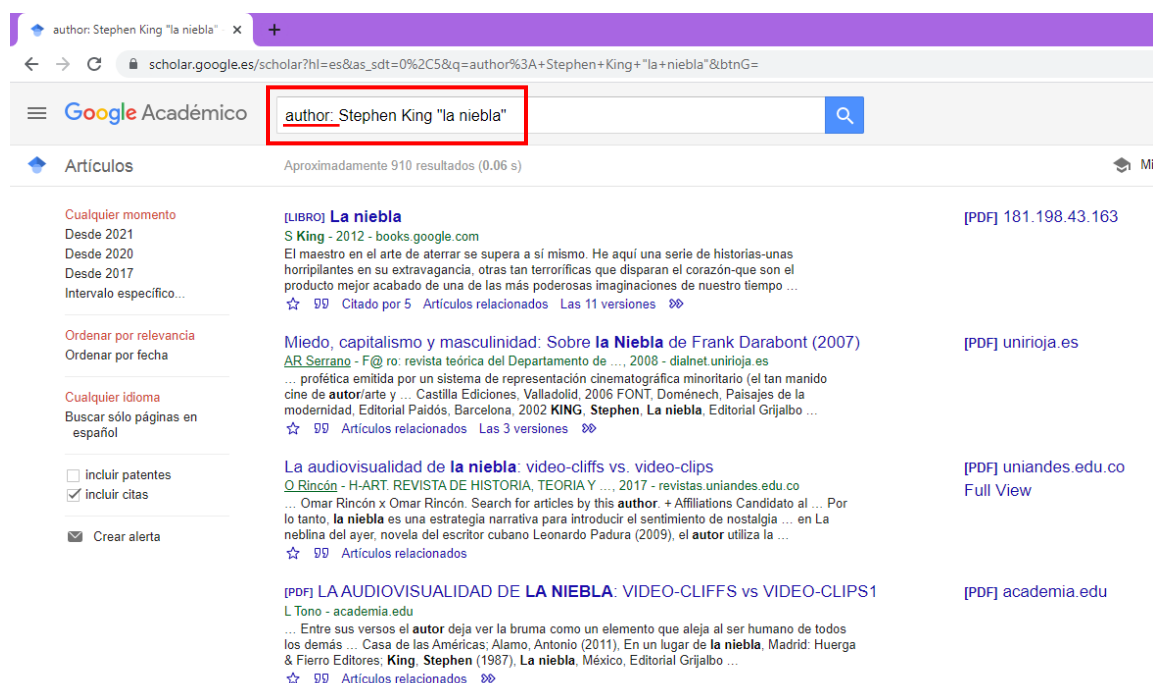 author: Stephen King "la niebla"
scholar.google.es/scholar?hl=es&as_sdt=0%2C5&q=author%3A+Stephen+King+"la+niebla"&btnG=
Google Académico
author: Stephen King "la niebla"
Artículos
Aproximadamente 910 resultados (0.06 s)
Mi
Cualquier momento
Desde 2021
Desde 2020
Desde 2017
Intervalo específico...
Ordenar por relevancia
Ordenar por fecha
Cualquier idioma
Buscar sólo páginas en
español
incluir patentes
incluir citas
Crear alerta
[LIBRO] La niebla
S King - 2012 - books.google.com
El maestro en el arte de aterrar se supera a sí mismo. He aquí una serie de historias-unas
horripilantes en su extravagancia, otras tan terroríficas que disparan el corazón-que son el
producto mejor acabado de una de las más poderosas imaginaciones de nuestro tiempo ...
Citado por 5 Artículos relacionados Las 11 versiones
[PDF] 181.198.43.163
Miedo, capitalismo y masculinidad: Sobre la Niebla de Frank Darabont (2007)
AR Serrano - F@ ro: revista teórica del Departamento de ..., 2008 - dialnet.unirioja.es
... profética emitida por un sistema de representación cinematográfica minoritario (el tan manido
cine de autor/arte y ... Castilla Ediciones, Valladolid, 2006 FONT, Doménech, Paisajes de la
modernidad, Editorial Paidós, Barcelona, 2002 KING, Stephen, La niebla, Editorial Grijalbo ...
Artículos relacionados Las 3 versiones
[PDF] unirioja.es
La audiovisualidad de la niebla: video-cliffs vs. video-clips
O Rincón - H-ART. REVISTA DE HISTORIA, TEORIA Y ..., 2017 - revistas.uniandes.edu.co
... Omar Rincón x Omar Rincón. Search for articles by this author. + Affiliations Candidato al ... Por
lo tanto, la niebla es una estrategia narrativa para introducir el sentimiento de nostalgia ... en La
neblina del ayer, novela del escritor cubano Leonardo Padura (2009), el autor utiliza la ...
Artículos relacionados
[PDF] uniandes.edu.co
Full View
[PDF] LA AUDIOVISUALIDAD DE LA NIEBLA: VIDEO-CLIFFS vs VIDEO-CLIPS1
L Tono - academia.edu
... Entre sus versos el autor deja ver la bruma como un elemento que aleja al ser humano de todos
los demás ... Casa de las Américas; Alamo, Antonio (2011), En un lugar de la niebla, Madrid: Huerga
& Fierro Editores; King, Stephen (1987), La niebla, México, Editorial Grijalbo ...
Artículos relacionados
[PDF] academia.edu